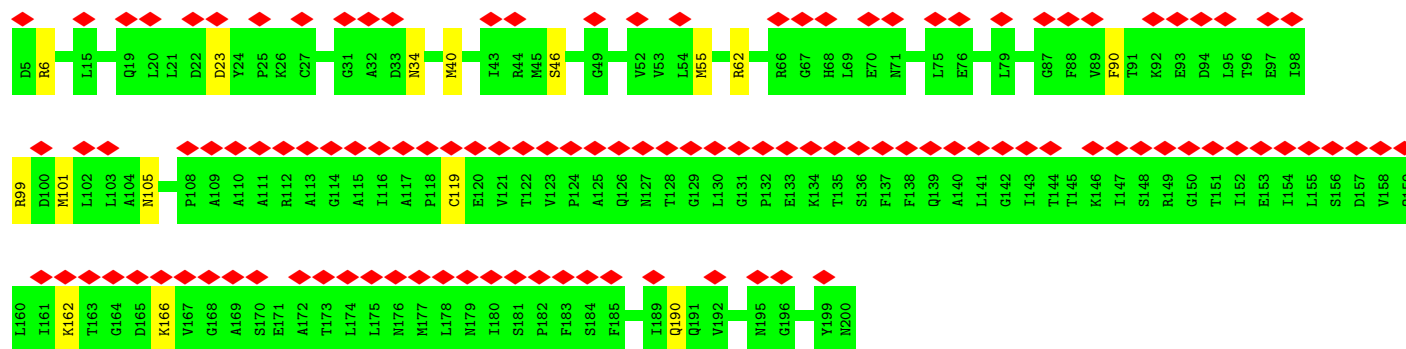 D5 R6 L15 Q19 L20 L21 D22 D23 Y24 P25 K26 C27 G31 A32 D33 N34 M40 I43 R44 M45 S46 G49 V52 V53 L54 M55 R62 R66 G67 H68 L69 E70 N71 L75 E76 L79 G87 F88 V89 F90 T91 K92 E93 D94 L95 T96 E97 I98
R99 D100 M101 L102 L103 A104 N105 P108 A109 A110 A111 R112 A113 G114 A115 I116 A117 P118 C119 E120 V121 T122 V123 P124 A125 Q126 N127 T128 G129 L130 G131 P132 E133 K134 T135 S136 F137 F138 Q139 A140 L141 G142 I143 T144 T145 K146 I147 S148 R149 G150 T151 I152 E153 I154 L155 S156 D157 V158
L160 I161 K162 T163 G164 D165 K166 V167 G168 A169 S170 E171 A172 T173 L174 L175 N176 M177 L178 N179 I180 S181 P182 F183 S184 F185 I189 Q190 Q191 V192 N195 G196 Y199 N200